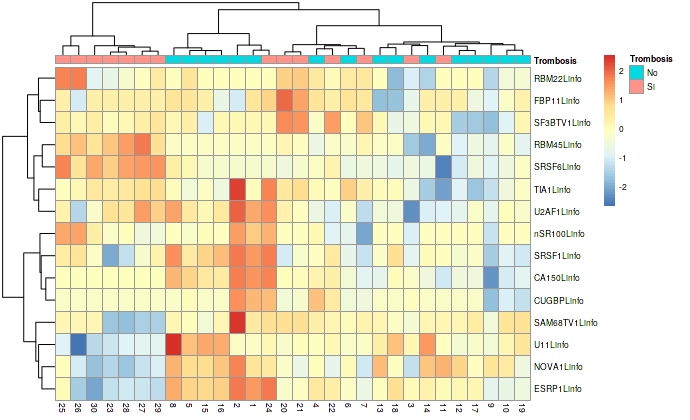 Trombosis
RBM22Linfo
FBP11Linfo
SF3BTV1Linfo
RBM45Linfo
SRSF6Linfo
TIA1Linfo
U2AF1Linfo
nSR100Linfo
SRSF1Linfo
CA150Linfo
CUGBPLinfo
SAM68TV1Linfo
U11Linfo
NOVA1Linfo
ESRP1Linfo
25 26 30 23 28 27 29 8 5 15 16 2 1 24 20 21 4 22 6 7 13 18 3 14 11 12 17 9 10 19
2
1
0
-1
-2
Trombosis
No
Si